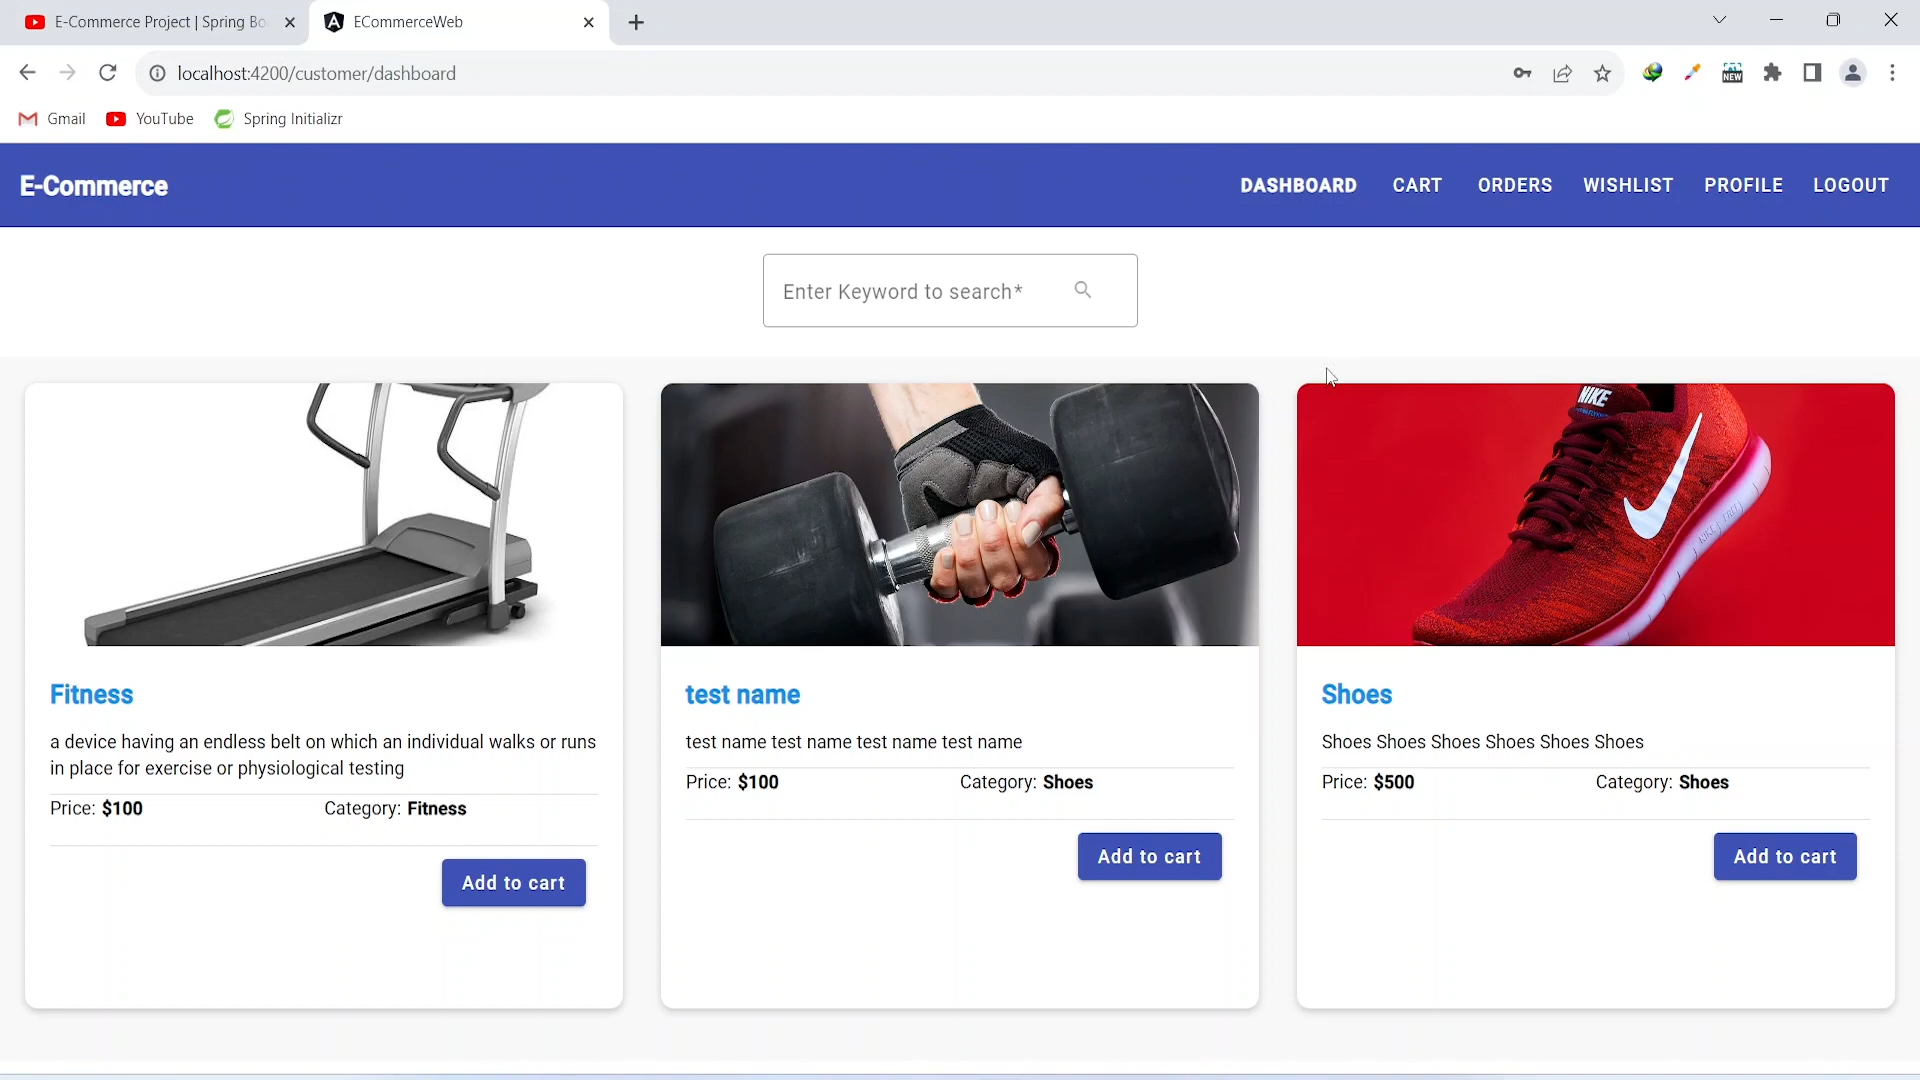 E-Commerce Project | Spring Bo
ECommerceWeb
localhost:4200/customer/dashboard
NEW
Gmail
YouTube
Spring Initializr
E-Commerce
DASHBOARD
CART
ORDERS
WISHLIST
PROFILE
LOGOUT
Enter Keyword to search*
NIKE
Fitness
a device having an endless belt on which an individual walks or runs
in place for exercise or physiological testing
Price: $100
Category: Fitness
Add to cart
test name
test name test name test name test name
Price: $100
Category: Shoes
Add to cart
Shoes
Shoes Shoes Shoes Shoes Shoes Shoes
Price: $500
Category: Shoes
Add to cart